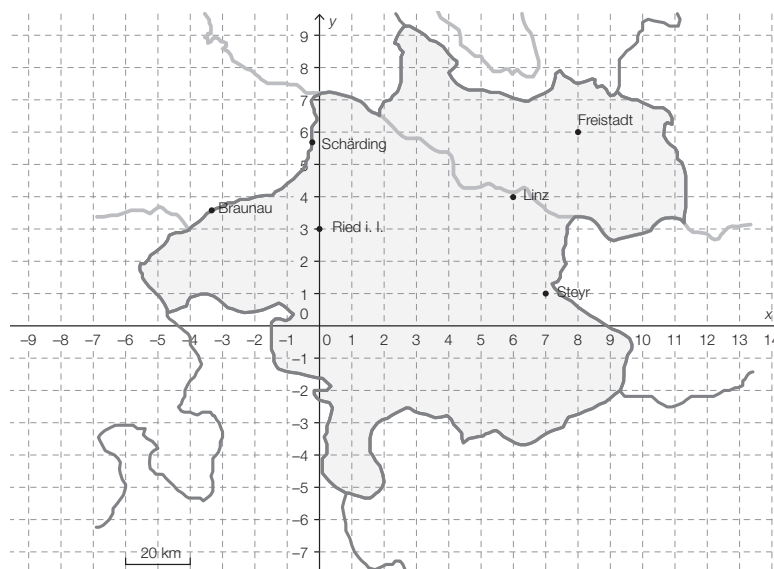 y
9
8
7
6
5
4
3
2
1
0
Freistadt
Schärding
Linz
Braunau
Ried i. I.
Steyr
x
–9 –8 –7 –6 –5 –4 –3 –2 –1 0 1 2 3 4 5 6 7 8 9 10 11 12 13 14
–1
–2
–3
–4
–5
–6
–7
20 km